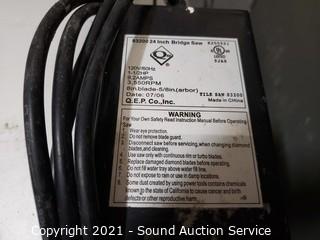 83200 24 Inch Bridge Saw
120V/60Hz
1-1/2HP
9.2AMPS
3,550RPM
8in.blade-5/8in.(arbor)
Date: 07/06
Q.E.P. Co., Inc.
TILE SAW 83200
Made in CHina
WARNING
For Your Own Safety Read Instruction Manual Before Operating
Saw
1. Wear eye protection.
2. Do not remove blade guard.
3. Disconnect saw before servicing, when changing diamond
blades,and cleaning.
4. Use saw only with continuous rim or turbo blades.
5. Replace damaged diamond blades before operating.
6. Do not fill tray above water fill line.
7. Do not expose to rain or use in damp locations.
8. Some dust created by using power tools contains chemicals
known to the state of California to cause cancer and birth
defects or other reproductive harm.
Copyright 2021 - Sound Auction Service